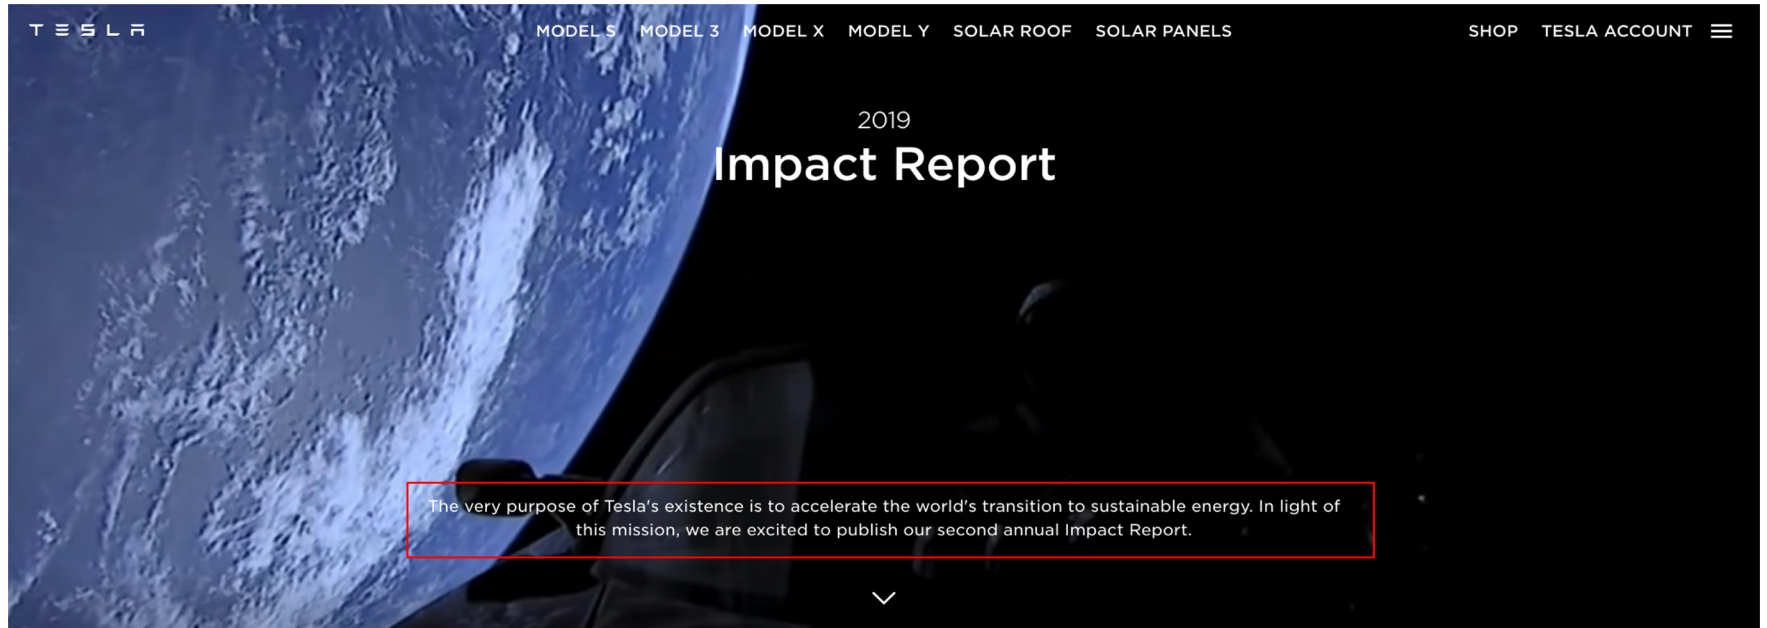 TESLA MODEL S MODEL 3 MODEL X MODEL Y SOLAR ROOF SOLAR PANELS SHOP TESLA ACCOUNT
2019
Impact Report
The very purpose of Tesla's existence is to accelerate the world's transition to sustainable energy. In light of
this mission, we are excited to publish our second annual Impact Report.